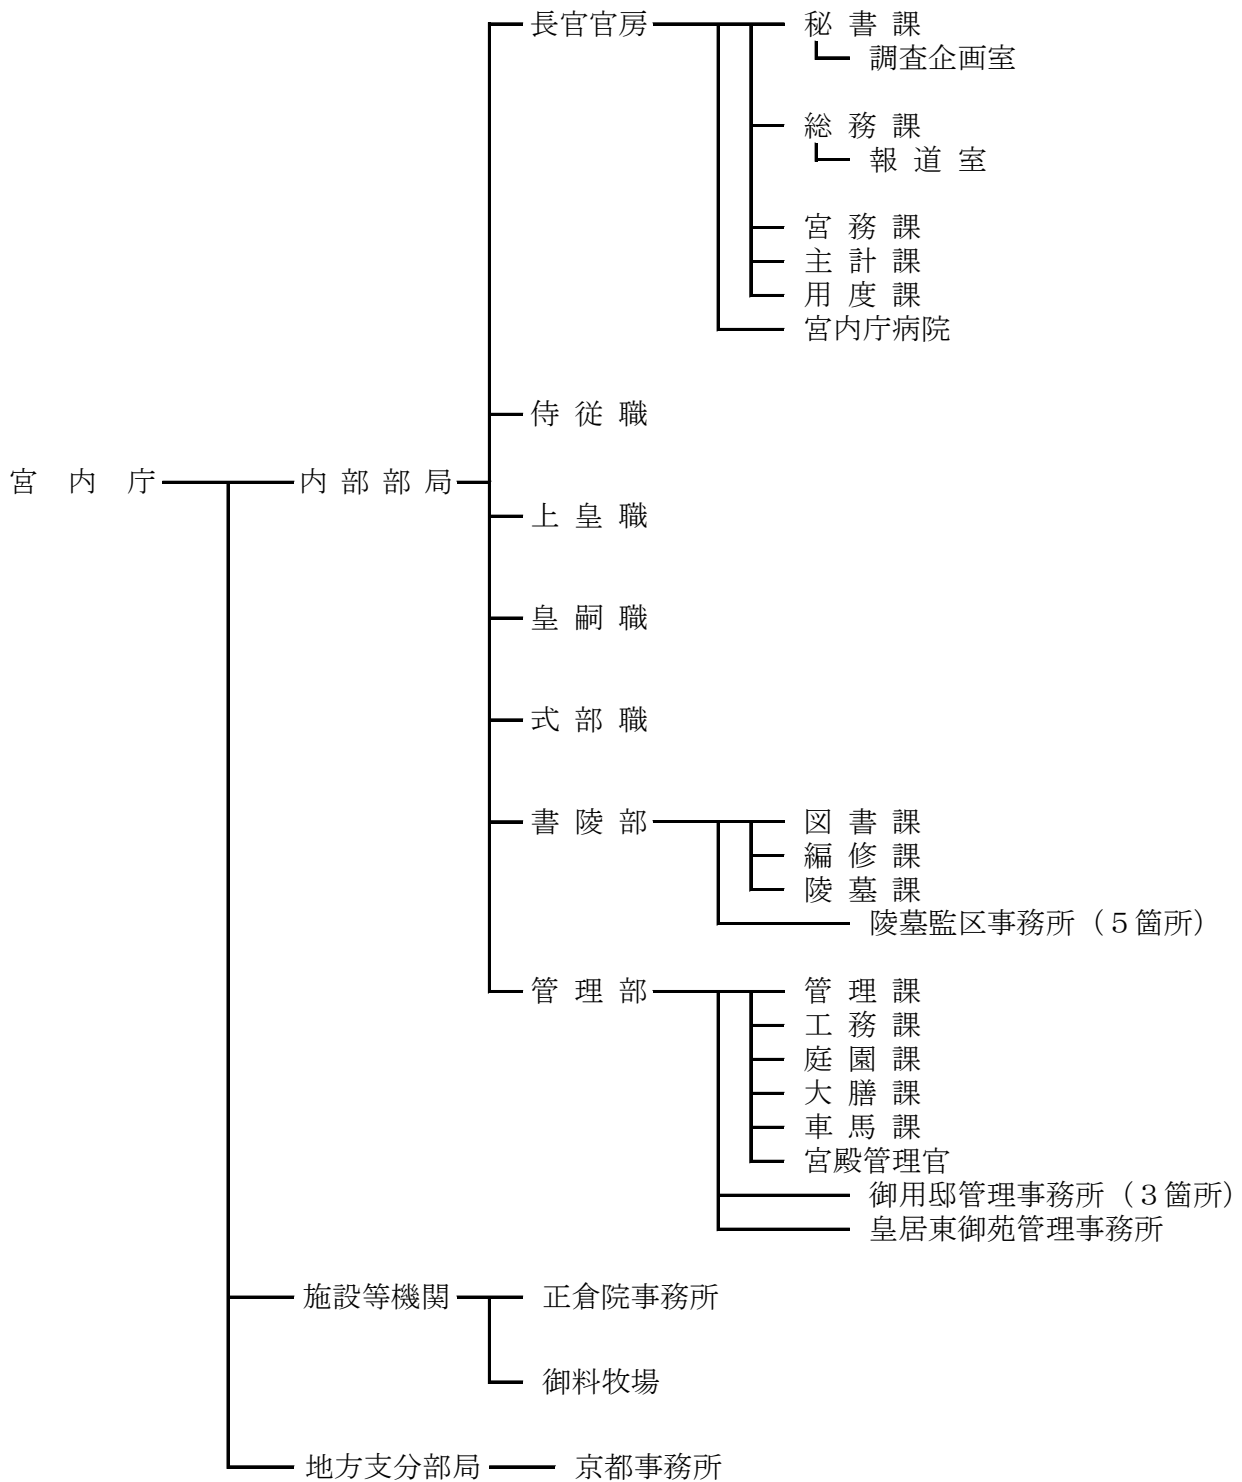 長官官房 秘書課
調査企画室
総務課
報道室
宮務課
主計課
用度課
宮内庁病院
侍従職
宮内庁 内部部局
上皇職
皇嗣職
式部職
書陵部 図書課
編修課
陵墓課
陵墓監区事務所（５箇所）
管理部 管理課
工務課
庭園課
大膳課
車馬課
宮殿管理官
御用邸管理事務所（３箇所）
皇居東御苑管理事務所
施設等機関 正倉院事務所
御料牧場
地方支分部局 京都事務所